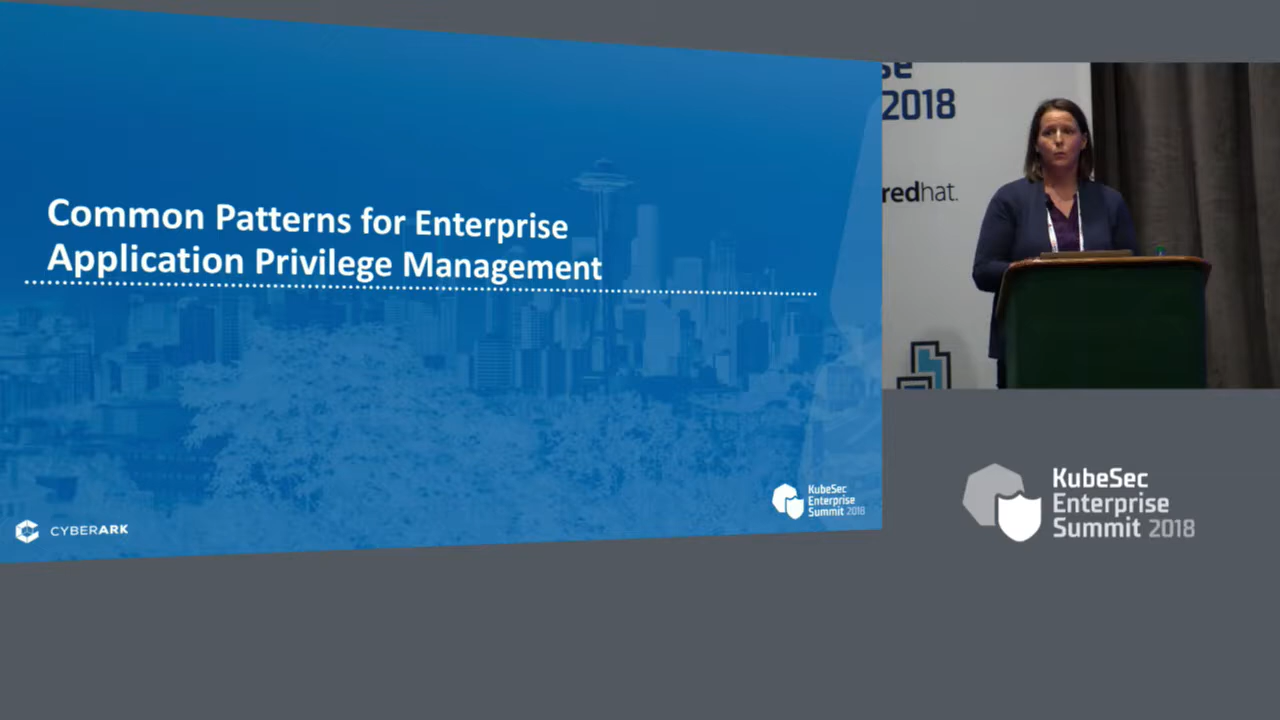 Common Patterns for Enterprise
Application Privilege Management
CYBERARK
KubeSec
Enterprise
Summit 2018
2018
redhat.
KubeSec
Enterprise
Summit 2018